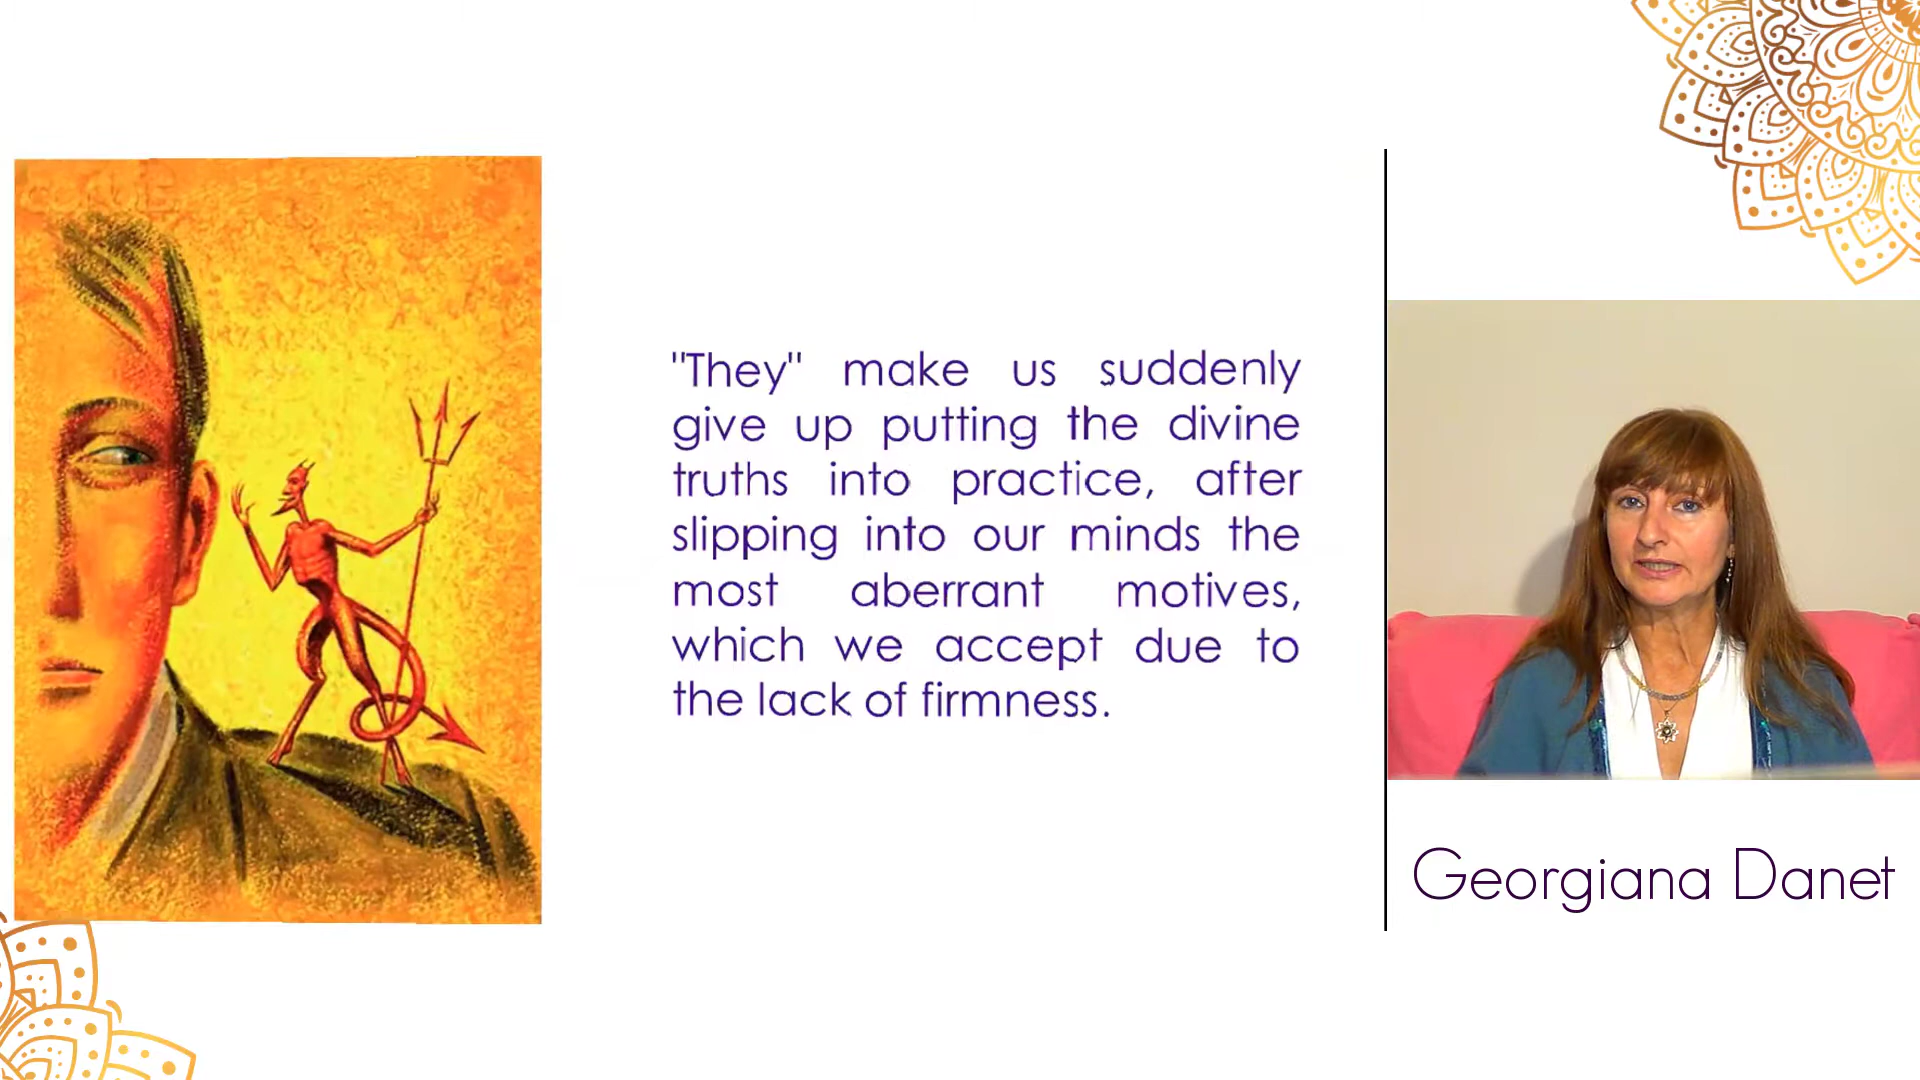 "They" make us suddenly
give up putting the divine
truths into practice, after
slipping into our minds the
most aberrant motives,
which we accept due to
the lack of firmness.
Georgiana Danet